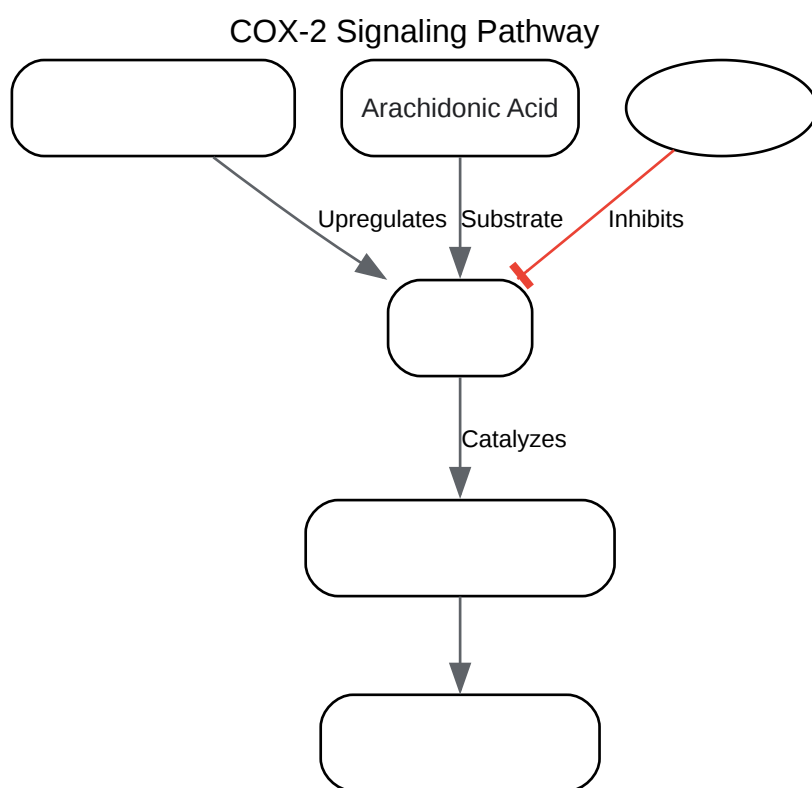 COX-2 Signaling Pathway
Arachidonic Acid
Upregulates
Substrate
Inhibits
Catalyzes